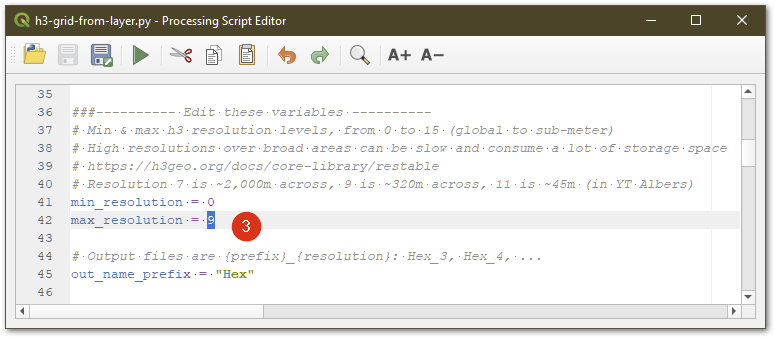 h3-grid-from-layer.py - Processing Script Editor
A+ A-
35
36 ###---------- Edit these variables ----------
37 # Min & max h3 resolution levels, from 0 to 15 (global to sub-meter)
38 # High resolutions over broad areas can be slow and consume a lot of storage space
39 # https://h3geo.org/docs/core-library/restable
40 # Resolution 7 is ~2,000m across, 9 is ~320m across, 11 is ~45m (in YT Albers)
41 min_resolution = 0
42 max_resolution = 9 3
43
44 # Output files are {prefix}_{resolution}: Hex_3, Hex_4, ...
45 out_name_prefix = "Hex"
46